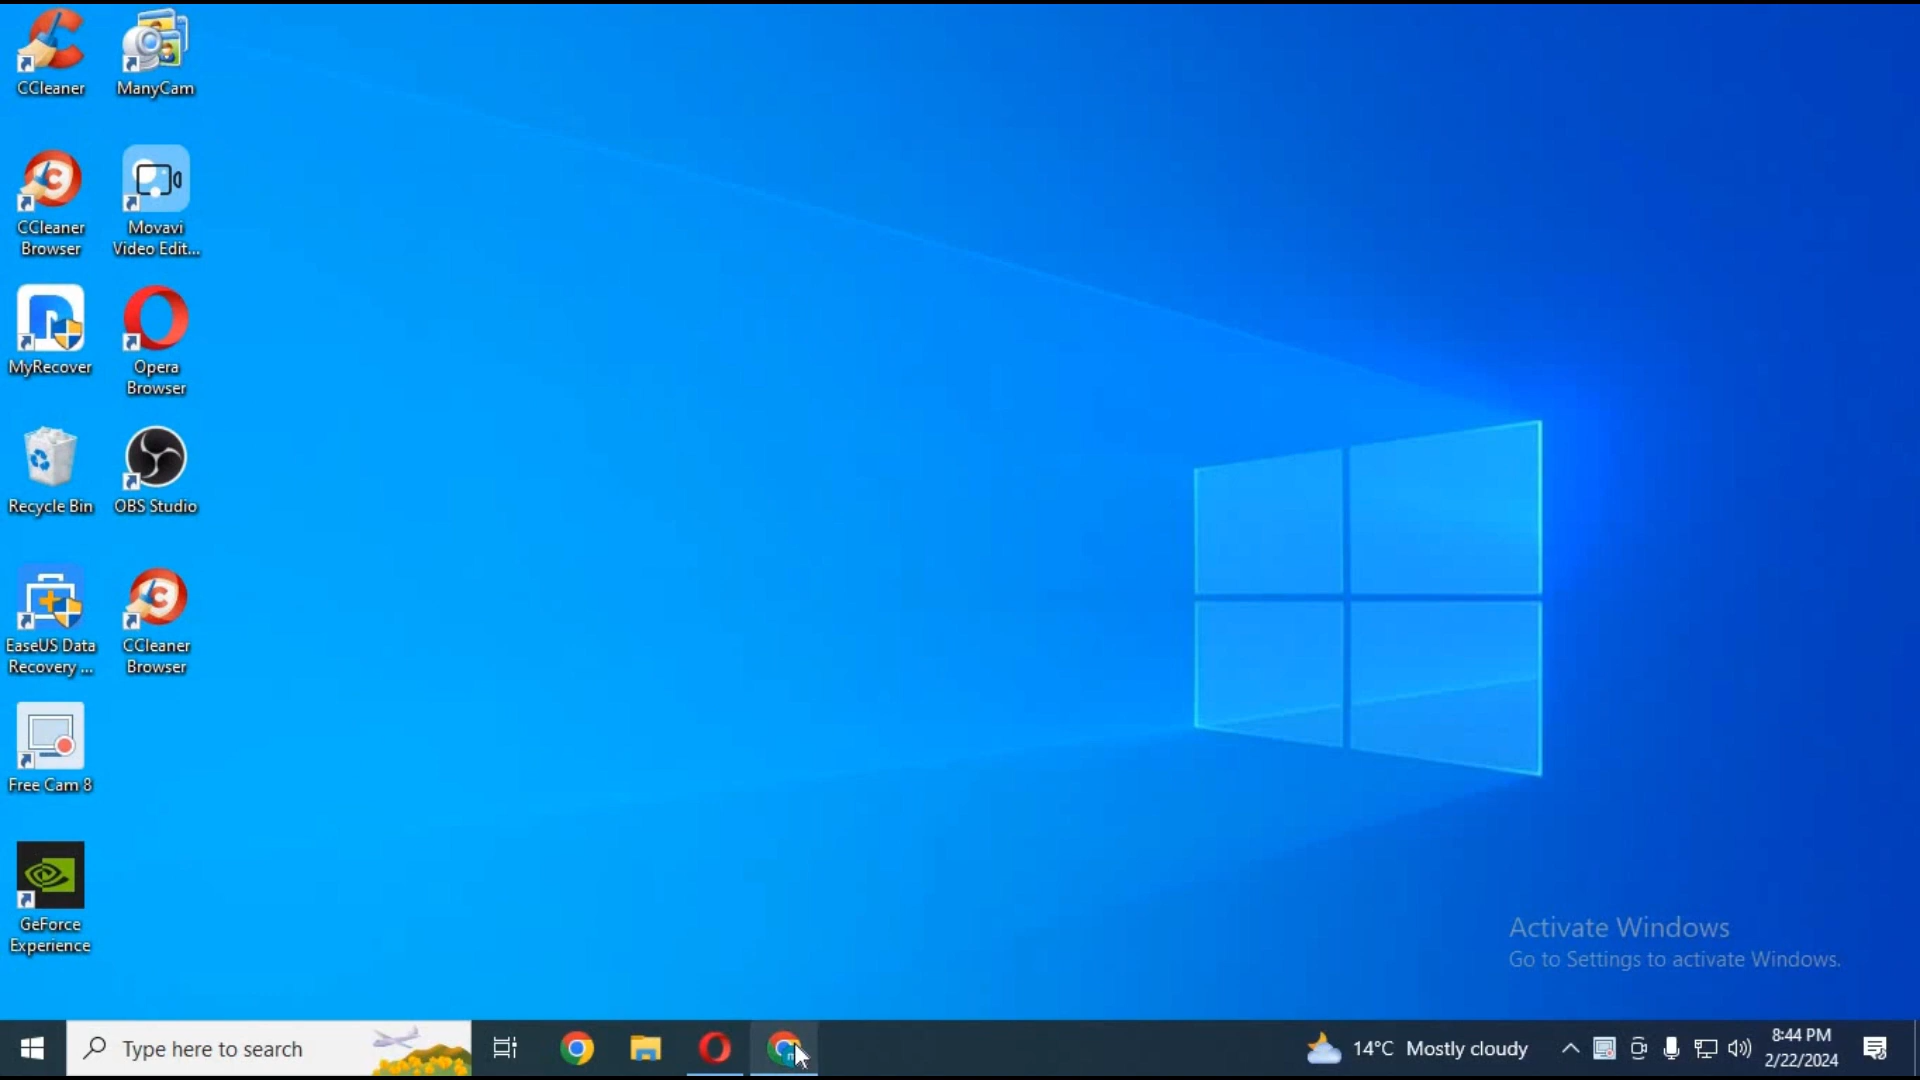 CCleaner
ManyCam
CCleaner
Browser
Movavi
Video Edit...
MyRecover
Opera
Browser
Recycle Bin
OBS Studio
EaseUS Data
Recovery ...
CCleaner
Browser
Free Cam 8
GeForce
Experience
Activate Windows
Go to Settings to activate Windows.
Type here to search
14°C Mostly cloudy
8:44 PM
2/22/2024